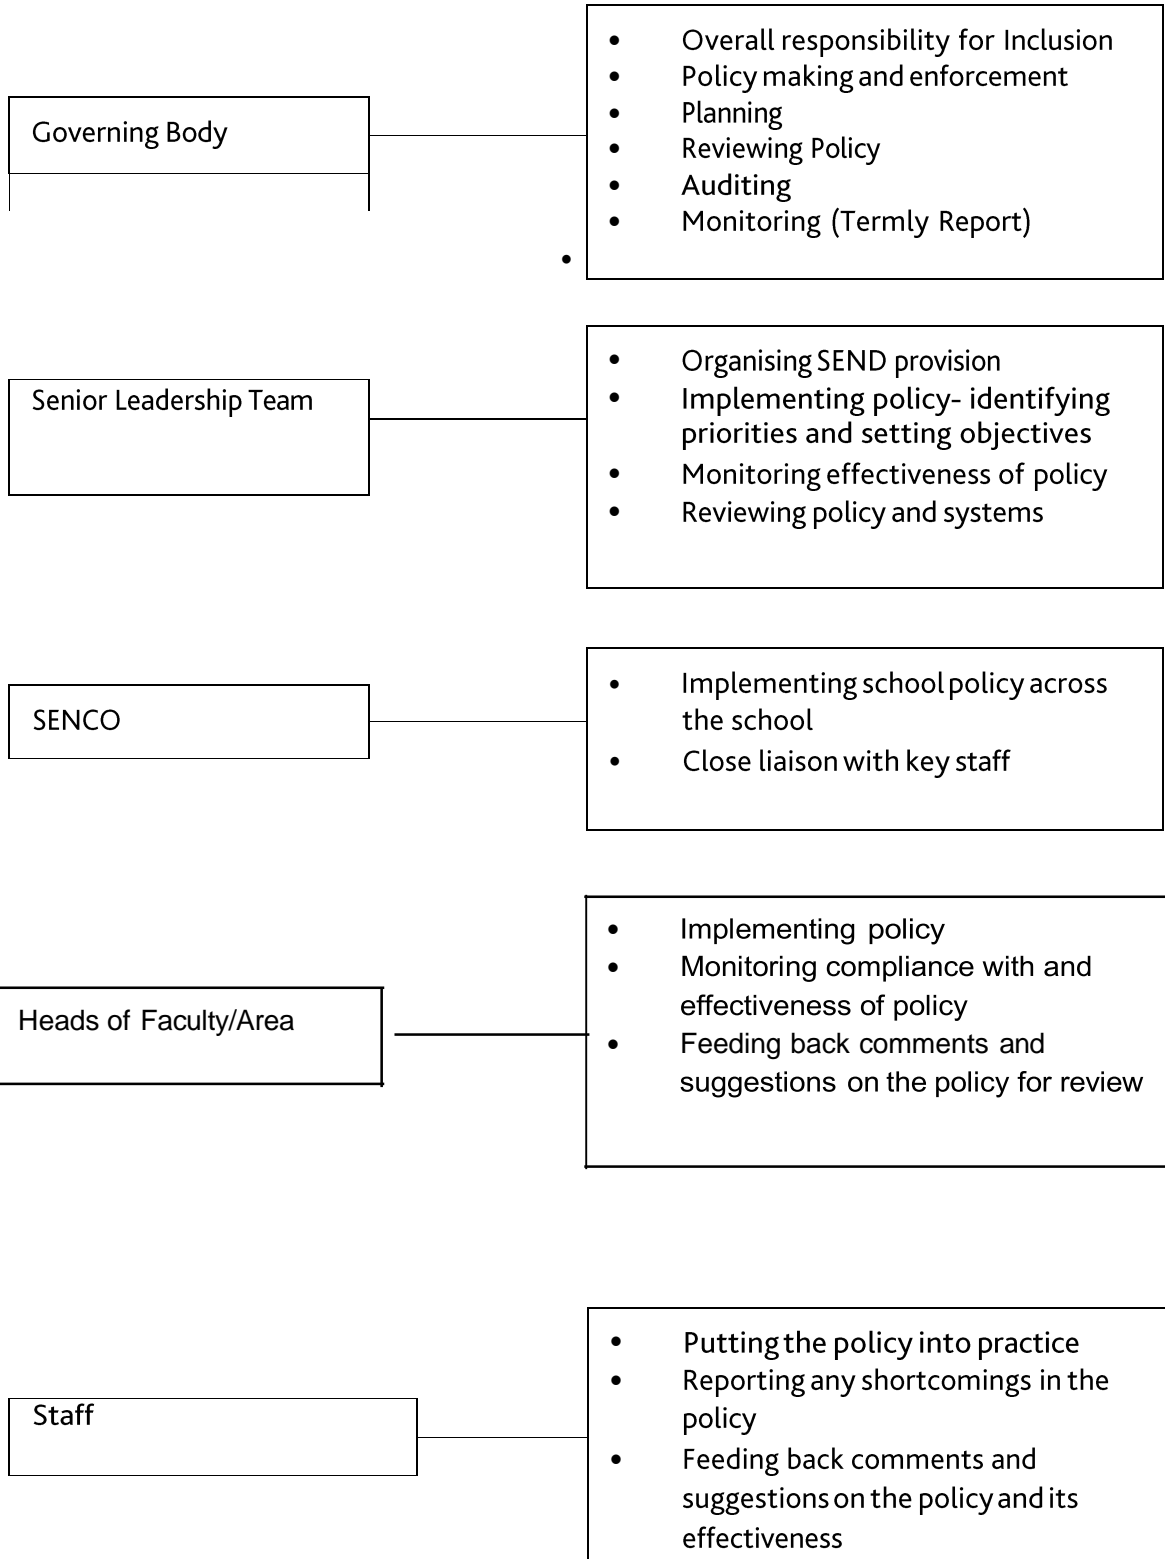 Governing Body
• Overall responsibility for Inclusion
• Policy making and enforcement
• Planning
• Reviewing Policy
• Auditing
• Monitoring (Termly Report)
•
Senior Leadership Team
• Organising SEND provision
• Implementing policy- identifying
priorities and setting objectives
• Monitoring effectiveness of policy
• Reviewing policy and systems
SENCO
• Implementing school policy across
the school
• Close liaison with key staff
Heads of Faculty/Area
• Implementing policy
• Monitoring compliance with and
effectiveness of policy
• Feeding back comments and
suggestions on the policy for review
Staff
• Putting the policy into practice
• Reporting any shortcomings in the
policy
• Feeding back comments and
suggestions on the policy and its
effectiveness